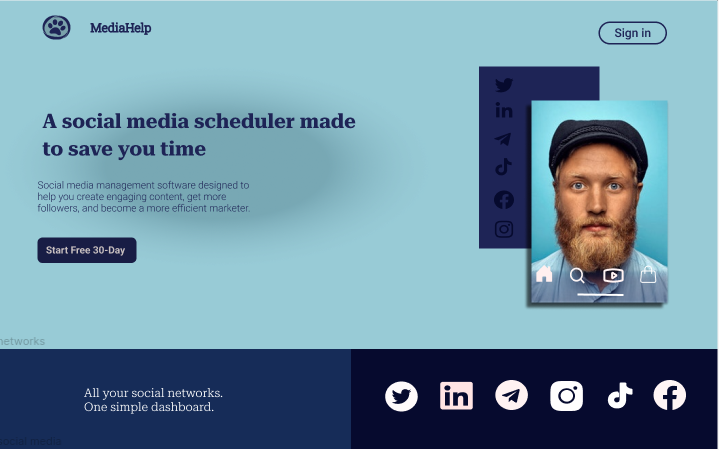 MediaHelp
Sign in
A social media scheduler made
to save you time
Social media management software designed to
help you create engaging content, get more
followers, and become a more efficient marketer.
Start Free 30-Day
networks
All your social networks.
One simple dashboard.
social media